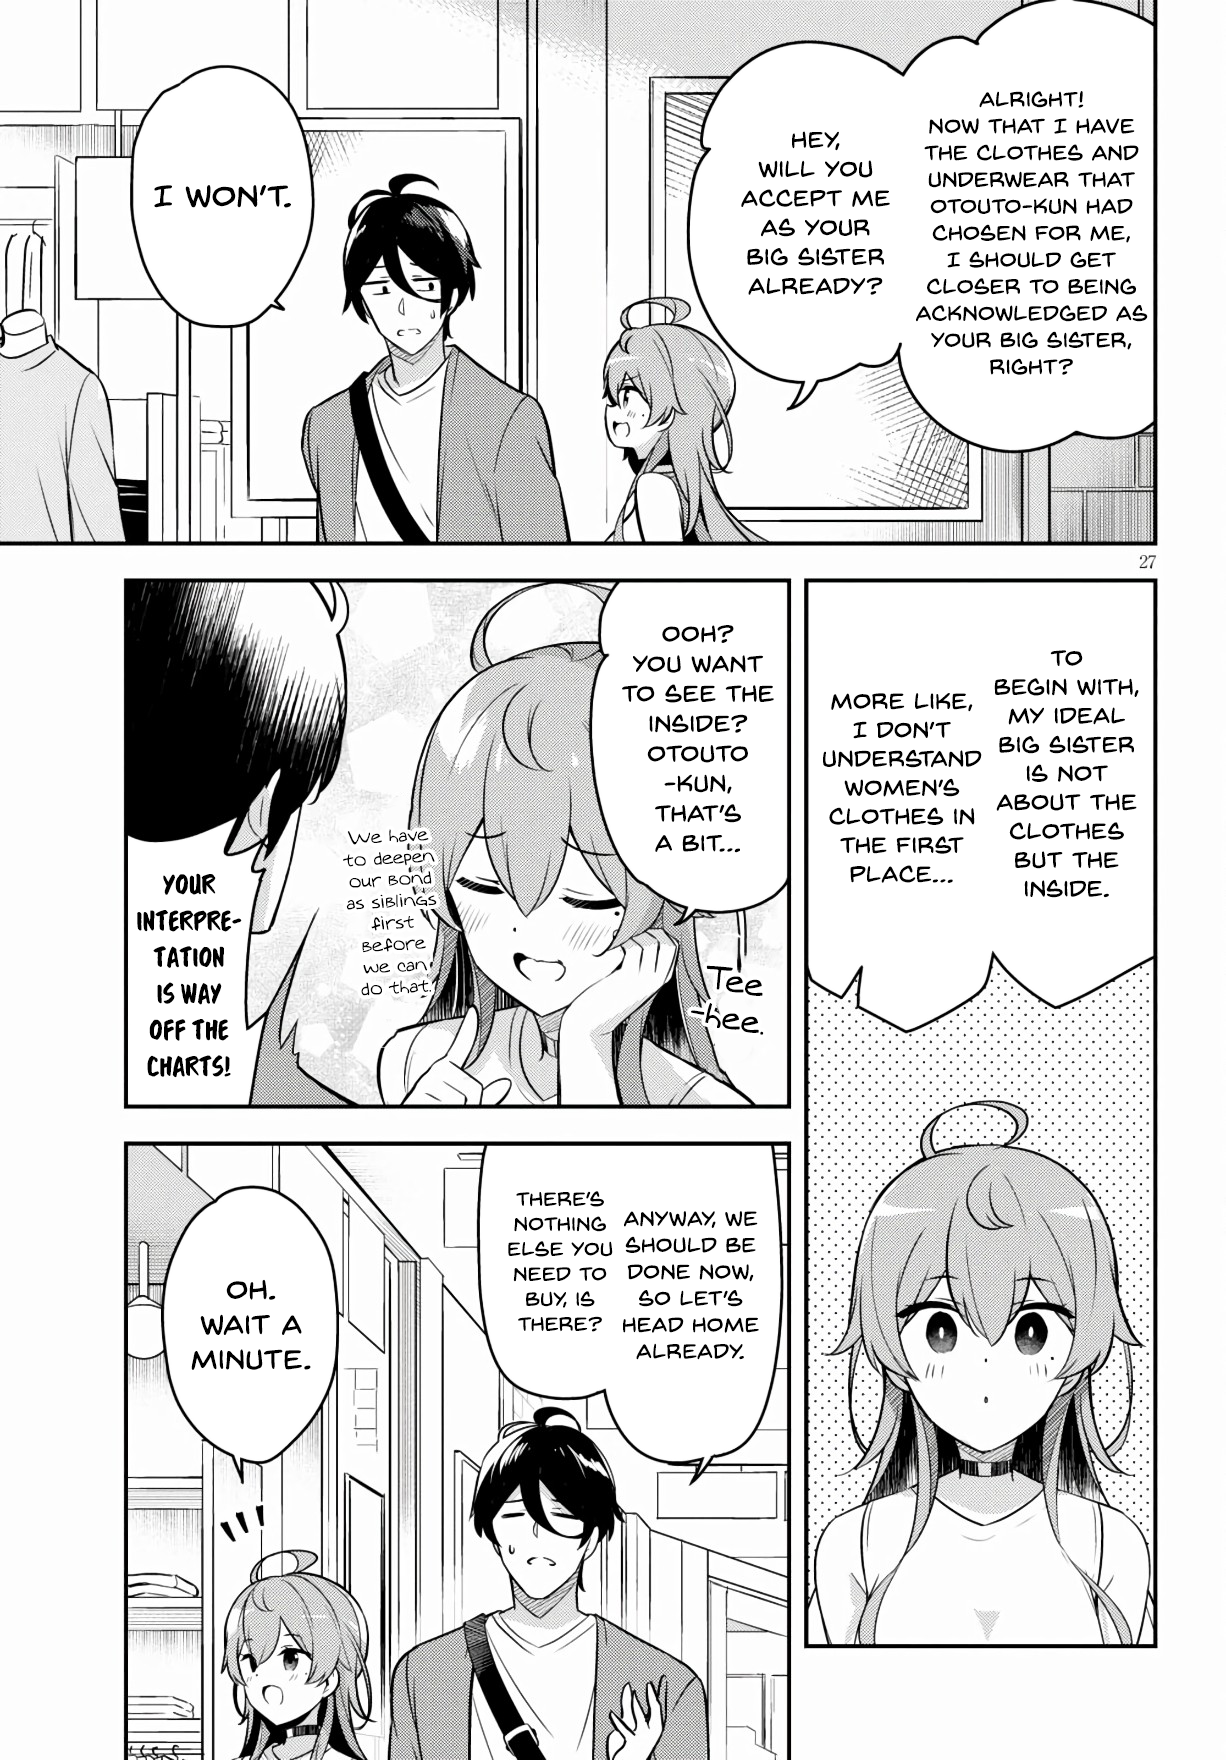 ALRIGHT!
NOW THAT I HAVE
THE CLOTHES AND
UNDERWEAR THAT
OTOUTO-KUN HAD
CHOSEN FOR ME,
I SHOULD GET
CLOSER TO BEING
ACKNOWLEDGED AS
YOUR BIG SISTER,
RIGHT?
HEY,
WILL YOU
ACCEPT ME
AS YOUR
BIG SISTER
ALREADY?
I WON'T.
27
TO
BEGIN WITH,
MY IDEAL
BIG SISTER
IS NOT
ABOUT THE
CLOTHES
BUT THE
INSIDE.
MORE LIKE,
I DON'T
UNDERSTAND
WOMEN'S
CLOTHES IN
THE FIRST
PLACE...
OOH?
YOU WANT
TO SEE THE
INSIDE?
OTOUTO
-KUN,
THAT'S
A BIT...
Tee
-hee.
We have
to deepen
our bond
as siblings
first
before
we can
do that.
YOUR
INTERPRE-
TATION
IS WAY
OFF THE
CHARTS!
ANYWAY, WE
SHOULD BE
DONE NOW,
SO LET'S
HEAD HOME
ALREADY.
THERE'S
NOTHING
ELSE YOU
NEED TO
BUY, IS
THERE?
OH.
WAIT A
MINUTE.